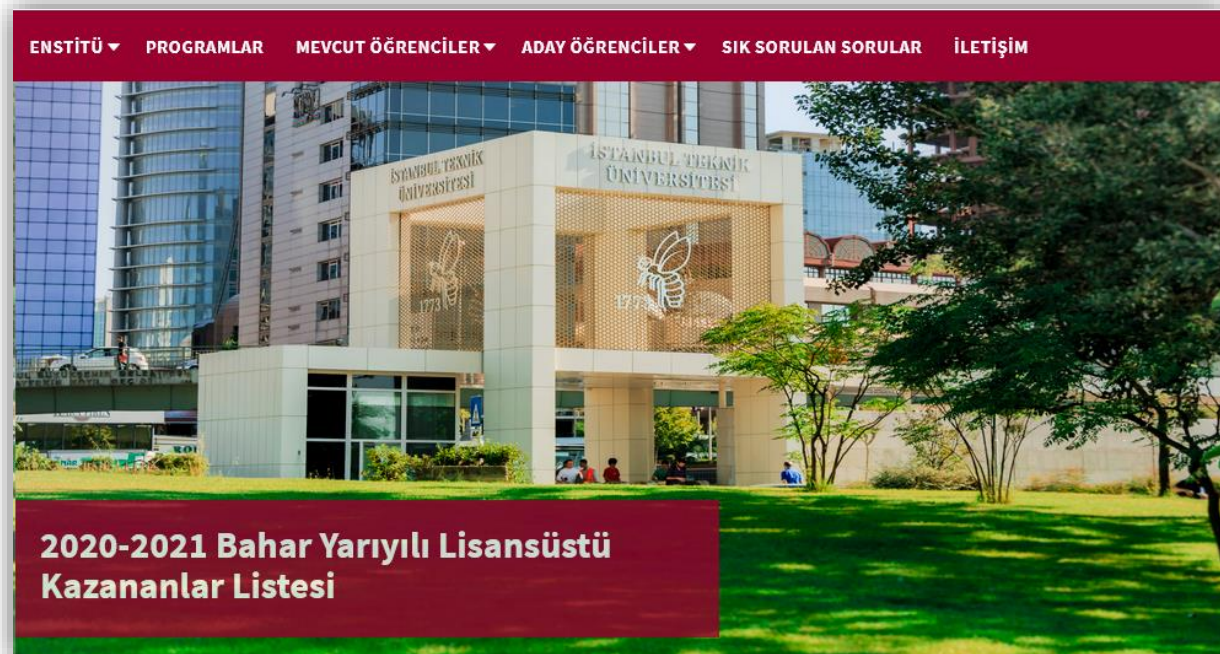 ENSTİTÜ
PROGRAMLAR
MEVCUT ÖĞRENCİLER
ADAY ÖĞRENCİLER
SIK SORULAN SORULAR
İLETİŞİM
İSTANBUL TEKNİK
ÜNİVERSİTESİ
İSTANBUL TEKNİK
ÜNİVERSİTESİ
1773
1773
2020-2021 Bahar Yarıyılı Lisansüstü
Kazananlar Listesi